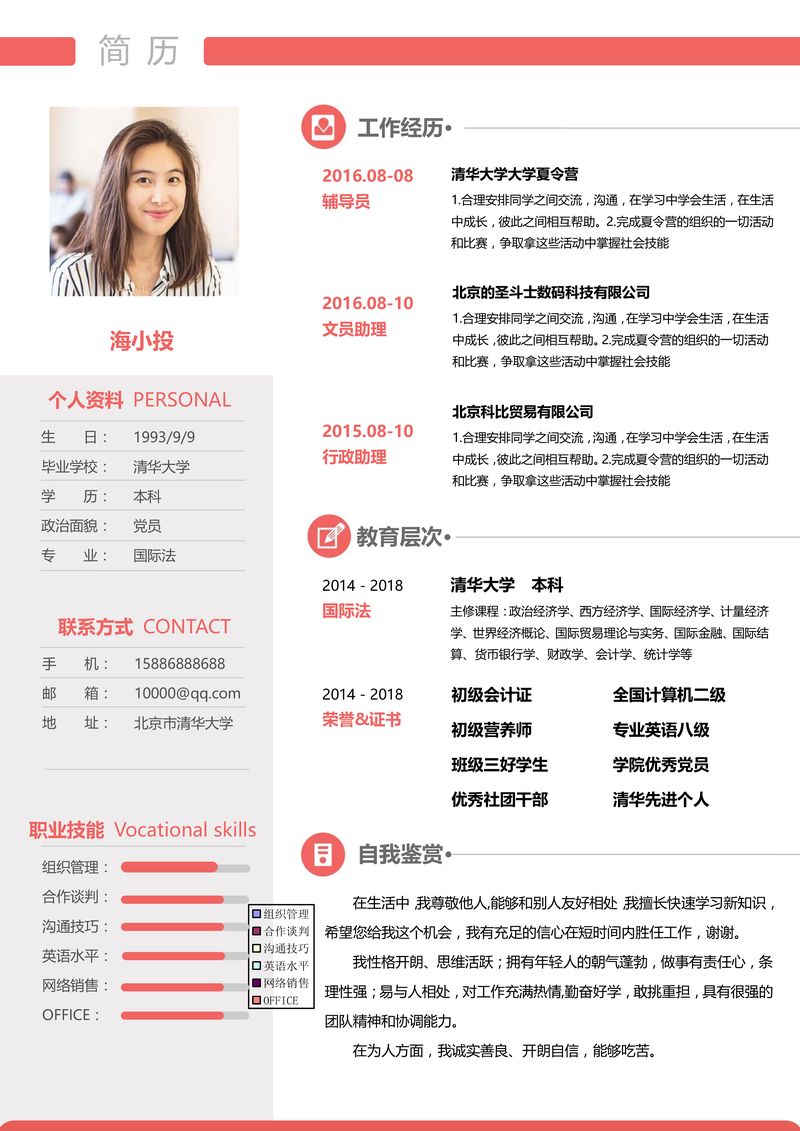 简 历
海小投
个人资料 PERSONAL
生 日： 1993/9/9
毕业学校： 清华大学
学 历： 本科
政治面貌： 党员
专 业： 国际法
联系方式 CONTACT
手 机： 15886888688
邮 箱： 10000@qq.com
地 址： 北京市清华大学
职业技能 Vocational skills
组织管理：
合作谈判：
沟通技巧：
英语水平：
网络销售：
OFFICE：
组织管理
合作谈判
沟通技巧
英语水平
网络销售
OFFICE
工作经历
2016.08-08
辅导员
清华大学大学夏令营
1.合理安排同学之间交流，沟通，在学习中学会生活，在生活
中成长，彼此之间相互帮助。2.完成夏令营的组织的一切活动
和比赛，争取拿这些活动中掌握社会技能
2016.08-10
文员助理
北京的圣斗士数码科技有限公司
1.合理安排同学之间交流，沟通，在学习中学会生活，在生活
中成长，彼此之间相互帮助。2.完成夏令营的组织的一切活动
和比赛，争取拿这些活动中掌握社会技能
2015.08-10
行政助理
北京科比贸易有限公司
1.合理安排同学之间交流，沟通，在学习中学会生活，在生活
中成长，彼此之间相互帮助。2.完成夏令营的组织的一切活动
和比赛，争取拿这些活动中掌握社会技能
教育层次
2014 - 2018
国际法
清华大学 本科
主修课程：政治经济学、西方经济学、国际经济学、计量经济
学、世界经济概论、国际贸易理论与实务、国际金融、国际结
算、货币银行学、财政学、会计学、统计学等
2014 - 2018
荣誉&证书
初级会计证 全国计算机二级
初级营养师 专业英语八级
班级三好学生 学院优秀党员
优秀社团干部 清华先进个人
自我鉴赏
在生活中，我尊敬他人,能够和别人友好相处，我擅长快速学习新知识，
希望您给我这个机会，我有充足的信心在短时间内胜任工作，谢谢。
我性格开朗、思维活跃；拥有年轻人的朝气蓬勃，做事有责任心，条
理性强；易与人相处，对工作充满热情,勤奋好学，敢挑重担，具有很强的
团队精神和协调能力。
在为人方面，我诚实善良、开朗自信，能够吃苦。